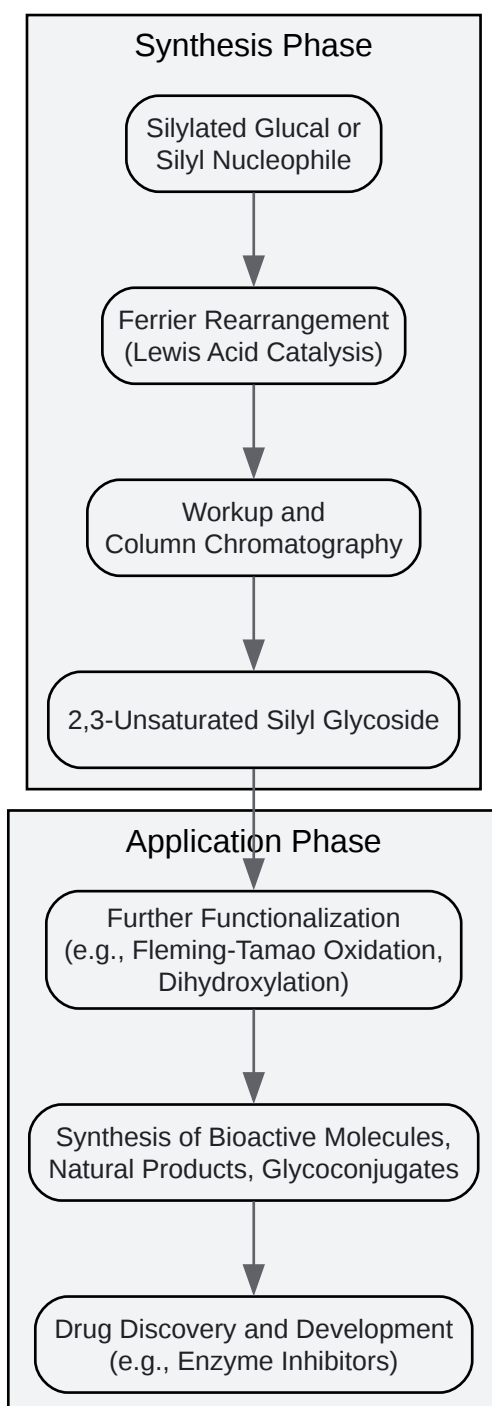 Synthesis Phase
Silylated Glucal or
Silyl Nucleophile
Ferrier Rearrangement
(Lewis Acid Catalysis)
Workup and
Column Chromatography
2,3-Unsaturated Silyl Glycoside
Application Phase
Further Functionalization
(e.g., Fleming-Tamao Oxidation,
Dihydroxylation)
Synthesis of Bioactive Molecules,
Natural Products, Glycoconjugates
Drug Discovery and Development
(e.g., Enzyme Inhibitors)